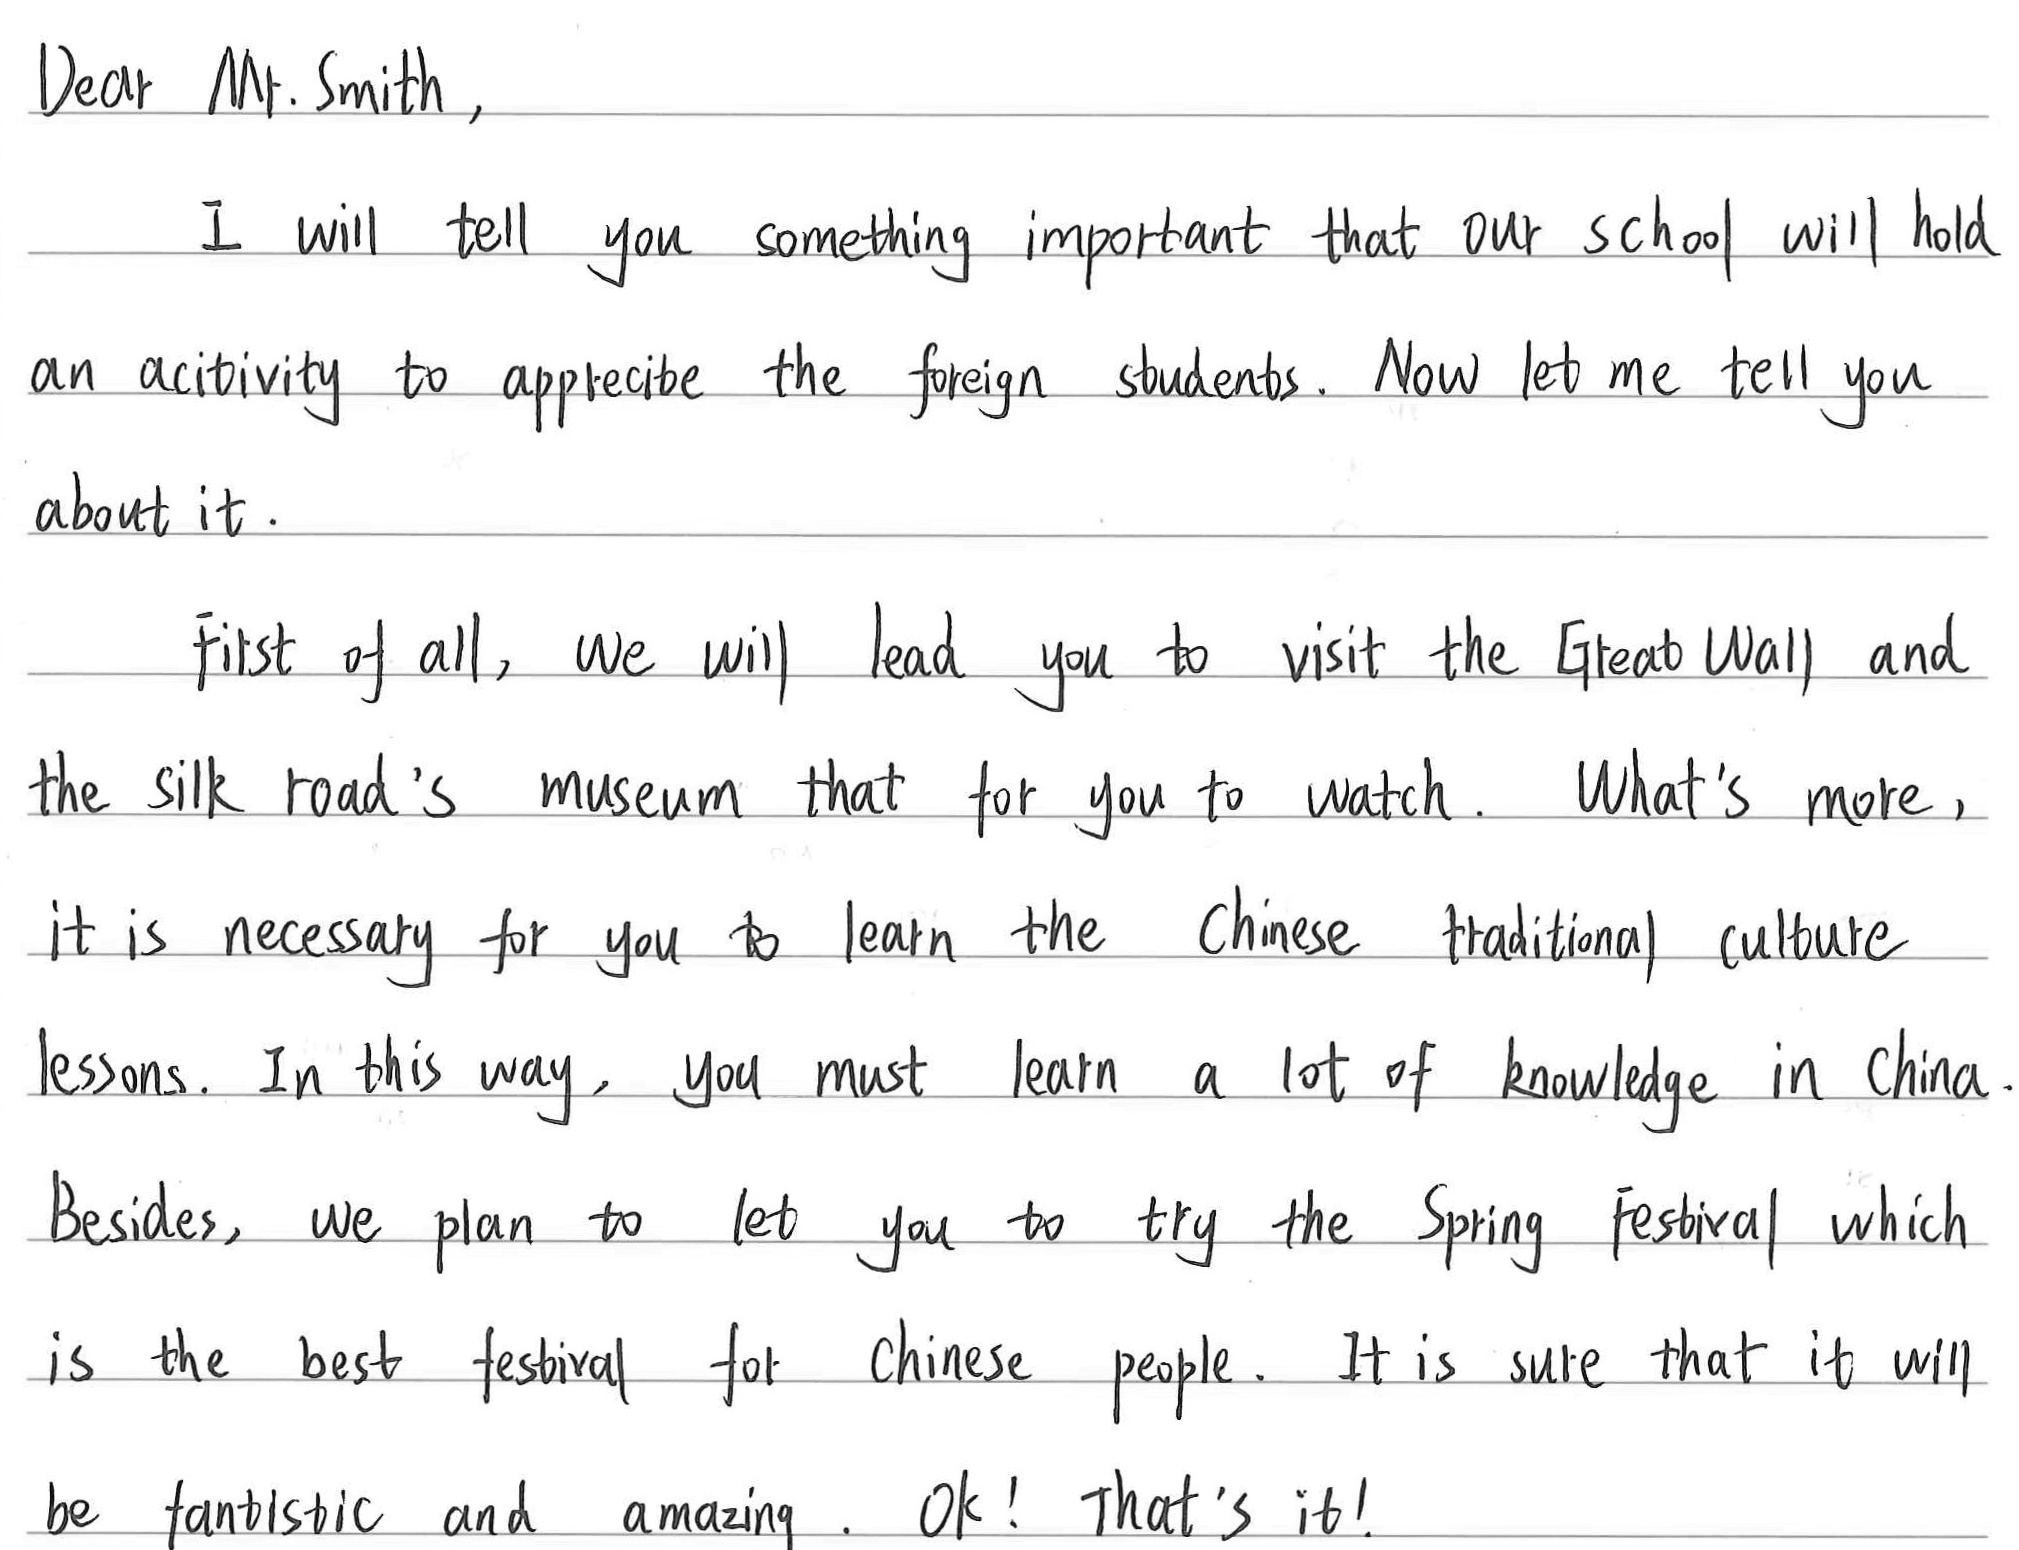 Dear Mr. Smith,
I will tell you something important that our school will hold
an acitivity to apprecite the foreign students. Now let me tell you
about it.
First of all, we will lead you to visit the Great Wall and
the silk road's museum that for you to watch. What's more,
it is necessary for you to learn the Chinese traditional culture
lessons. In this way, you must learn a lot of knowledge in China.
Besides, we plan to let you to try the Spring Festival which
is the best festival for Chinese people. It is sure that it will
be fantistic and amazing. Ok! That's it!